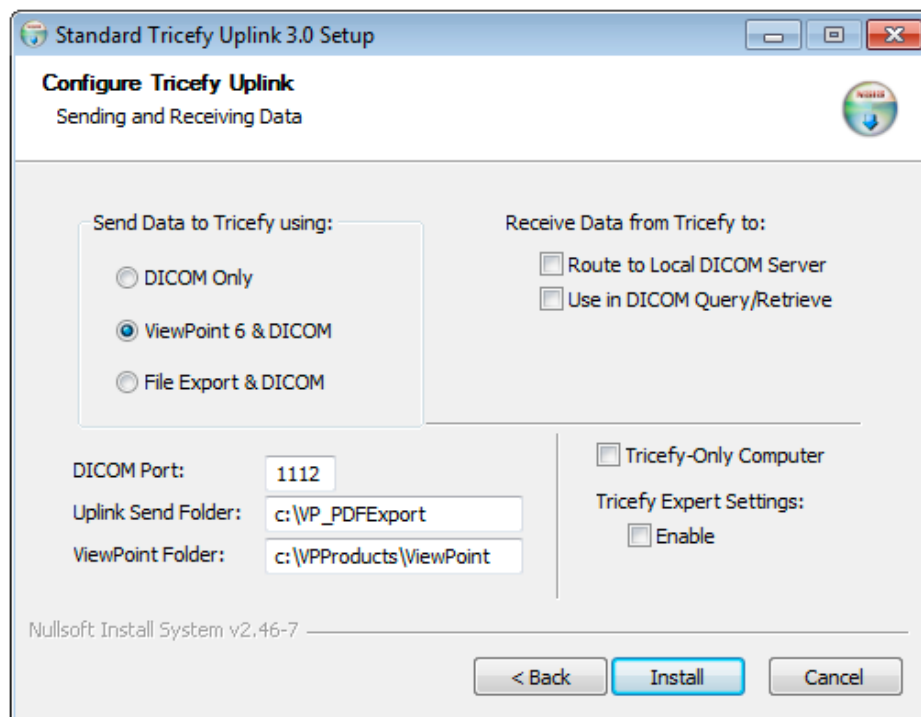 Standard Tricefy Uplink 3.0 Setup
Configure Tricefy Uplink
Sending and Receiving Data
Send Data to Tricefy using:
DICOM Only
ViewPoint 6 & DICOM
File Export & DICOM
Receive Data from Tricefy to:
Route to Local DICOM Server
Use in DICOM Query/Retrieve
DICOM Port: 1112
Uplink Send Folder: c:\VP_PDFExport
ViewPoint Folder: c:\VPProducts\ViewPoint
Tricefy-Only Computer
Tricefy Expert Settings:
Enable
Nullsoft Install System v2.46-7
< Back Install Cancel